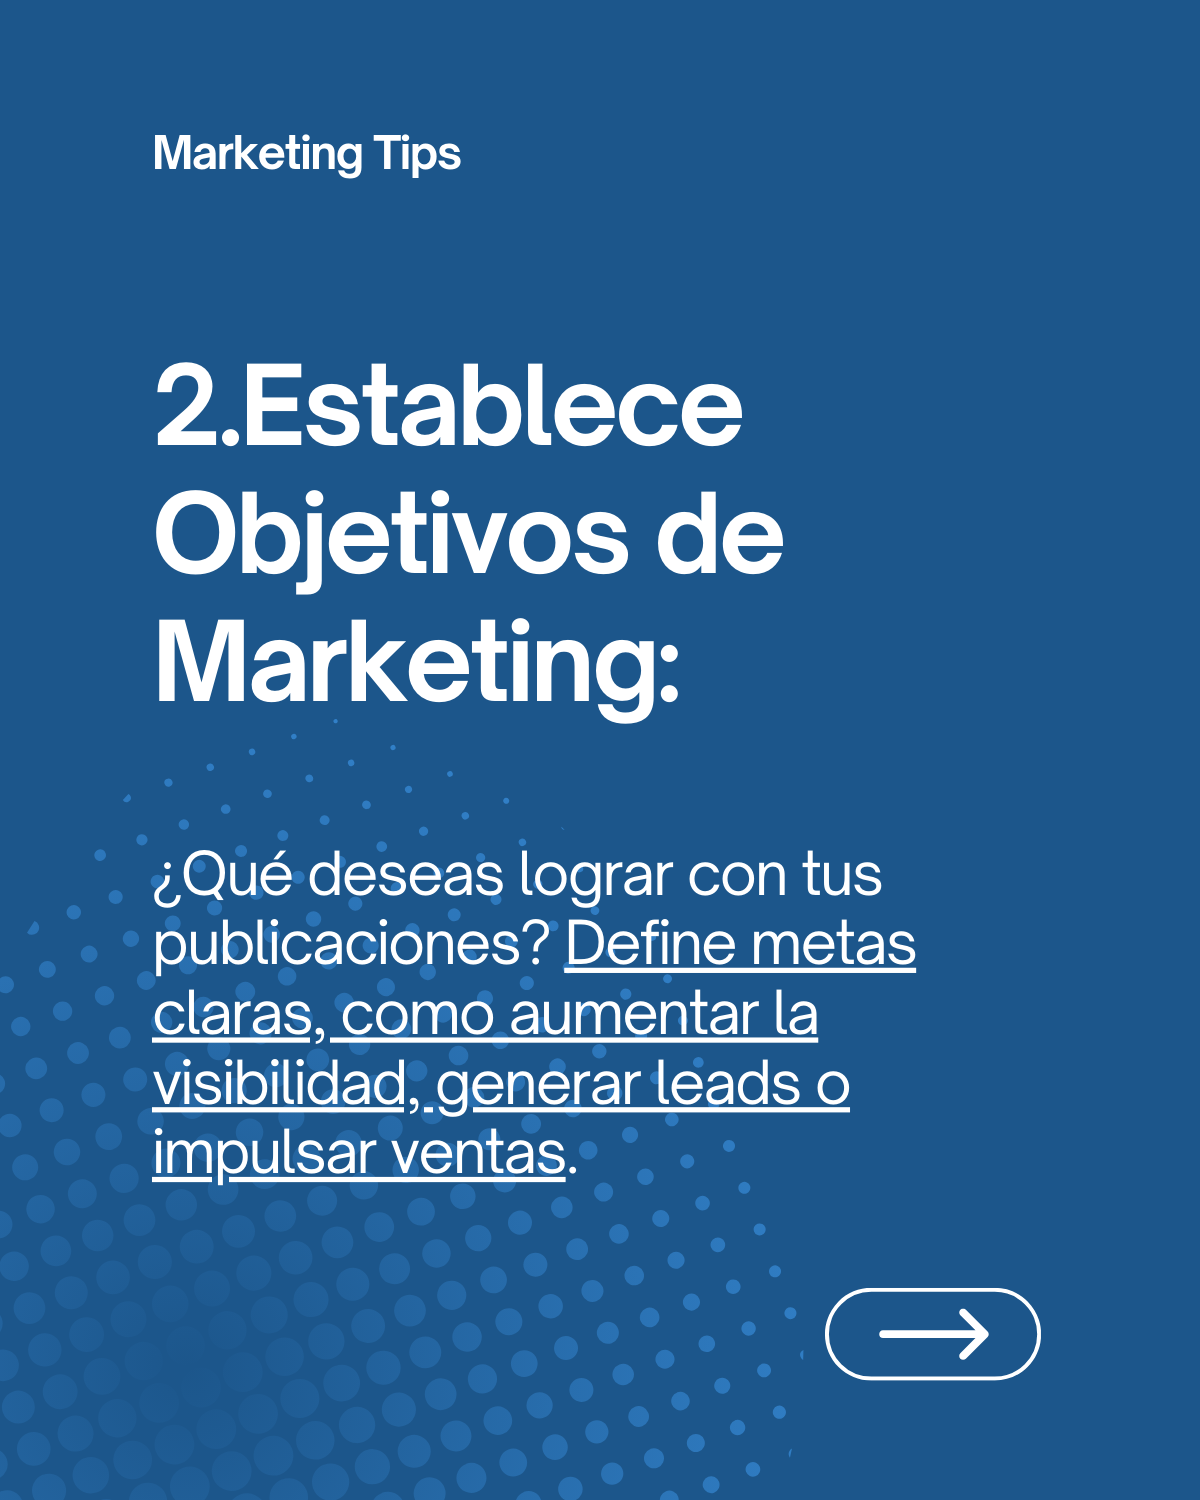 Marketing Tips
2.Establece
Objetivos de
Marketing:
¿Qué deseas lograr con tus
publicaciones? Define metas
claras, como aumentar la
visibilidad, generar leads o
impulsar ventas.